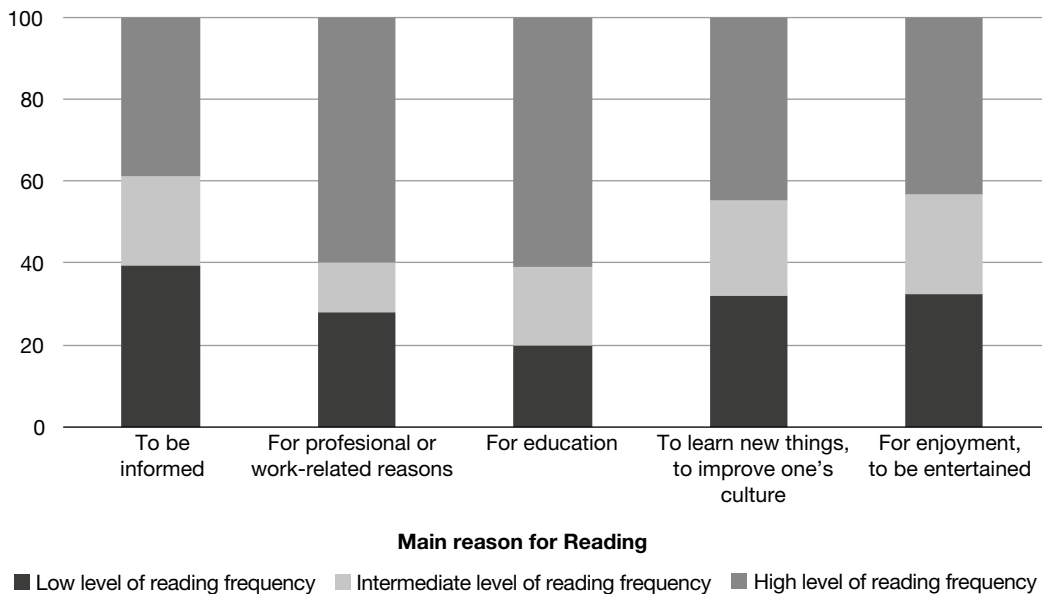 100
80
60
40
20
0
To be
informed
For profesional or
work-related reasons
For education
To learn new things,
to improve one's
culture
For enjoyment,
to be entertained
Main reason for Reading
Low level of reading frequency Intermediate level of reading frequency High level of reading frequency